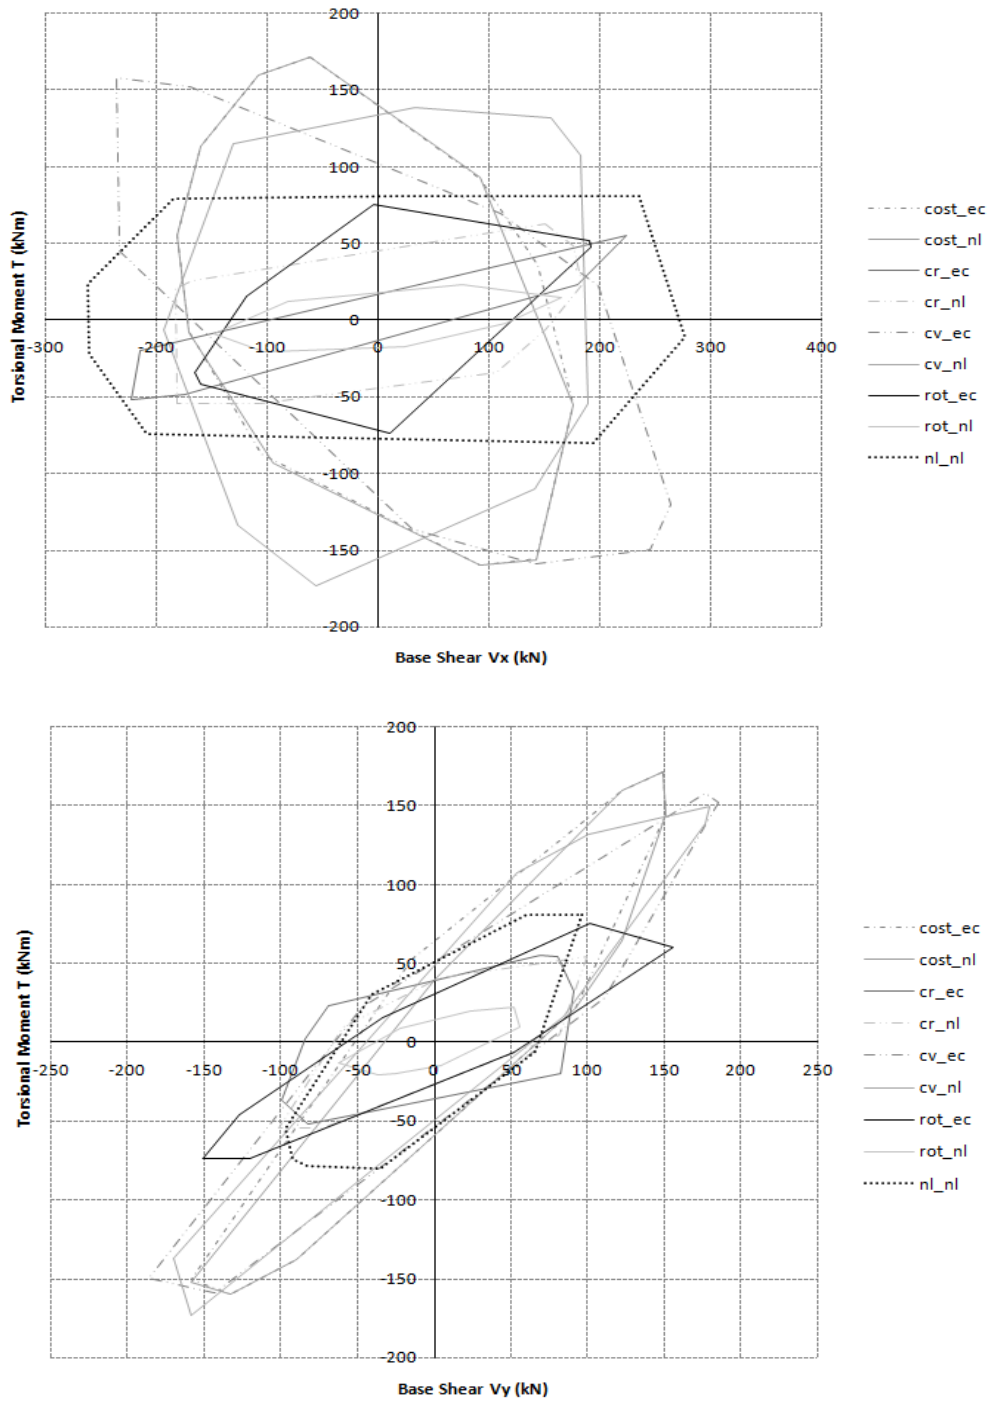 200
150
100
50
0
-300 -200 -100 0 100 200 300 400
-50
-100
-150
-200
Torsional Moment T (kNm)
Base Shear Vx (kN)
cost_ec
cost_nl
cr_ec
cr_nl
cv_ec
cv_nl
rot_ec
rot_nl
nl_nl
200
150
100
50
0
-250 -200 -150 -100 -50 0 50 100 150 200 250
-50
-100
-150
-200
Torsional Moment T (kNm)
Base Shear Vy (kN)
cost_ec
cost_nl
cr_ec
cr_nl
cv_ec
cv_nl
rot_ec
rot_nl
nl_nl